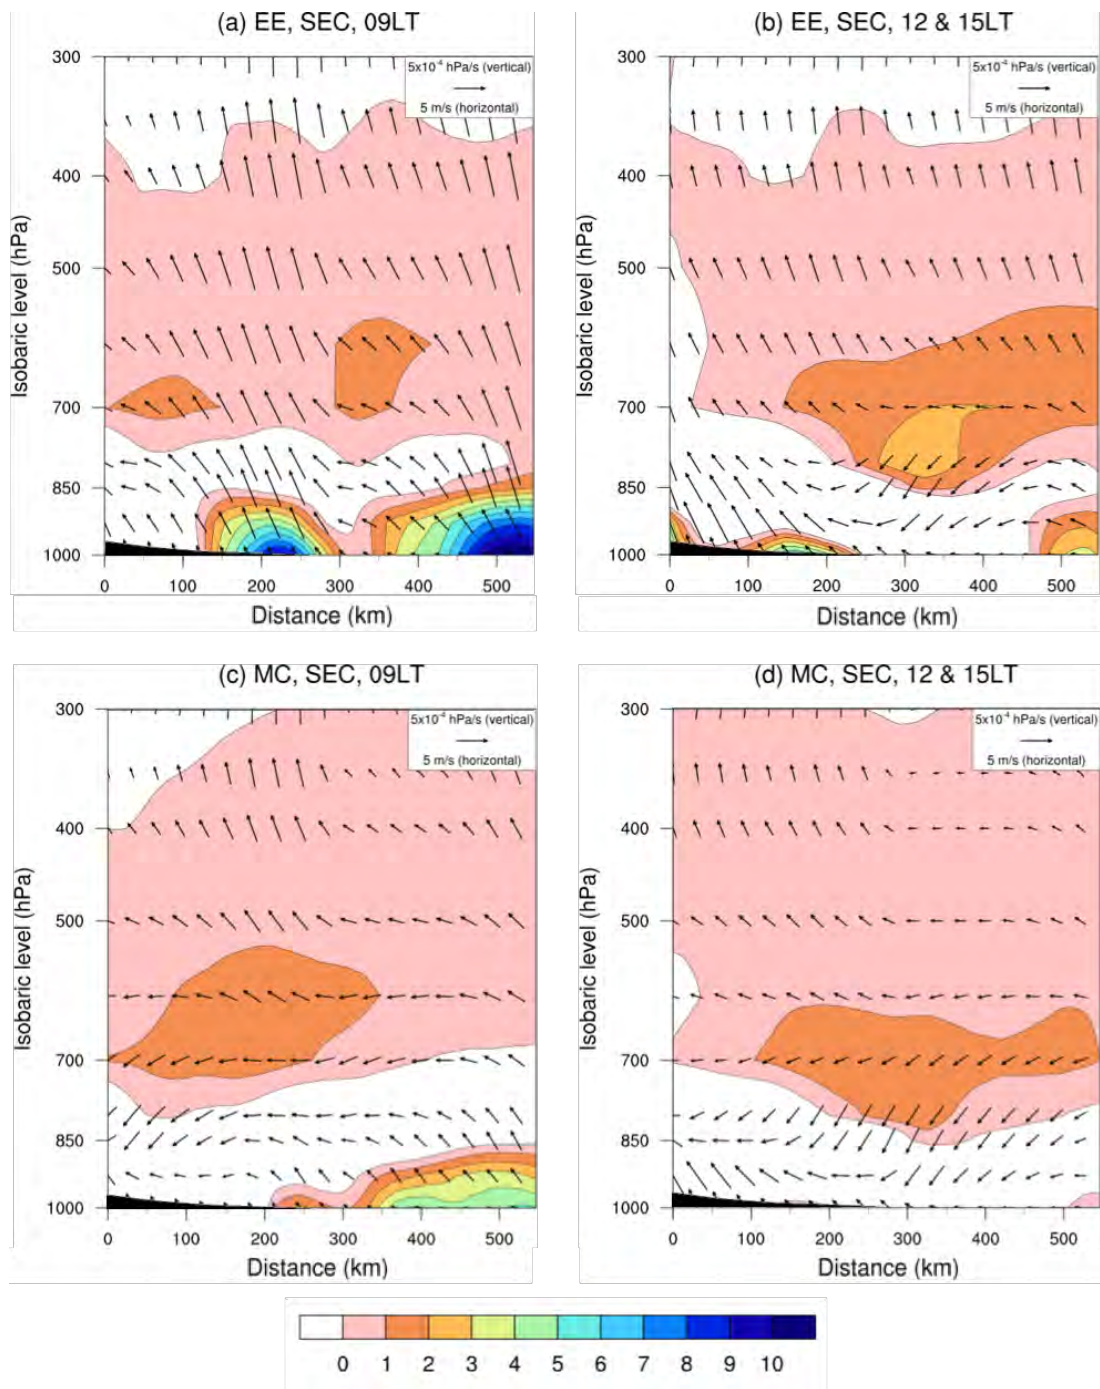 (a) EE, SEC, 09LT
300
400
500
700
850
1000
Isobaric level (hPa)
5x10⁻⁴ hPa/s (vertical)
5 m/s (horizontal)
0 100 200 300 400 500
Distance (km)
(b) EE, SEC, 12 & 15LT
300
400
500
700
850
1000
Isobaric level (hPa)
5x10⁻⁴ hPa/s (vertical)
5 m/s (horizontal)
0 100 200 300 400 500
Distance (km)
(c) MC, SEC, 09LT
300
400
500
700
850
1000
Isobaric level (hPa)
5x10⁻⁴ hPa/s (vertical)
5 m/s (horizontal)
0 100 200 300 400 500
Distance (km)
(d) MC, SEC, 12 & 15LT
300
400
500
700
850
1000
Isobaric level (hPa)
5x10⁻⁴ hPa/s (vertical)
5 m/s (horizontal)
0 100 200 300 400 500
Distance (km)
0 1 2 3 4 5 6 7 8 9 10